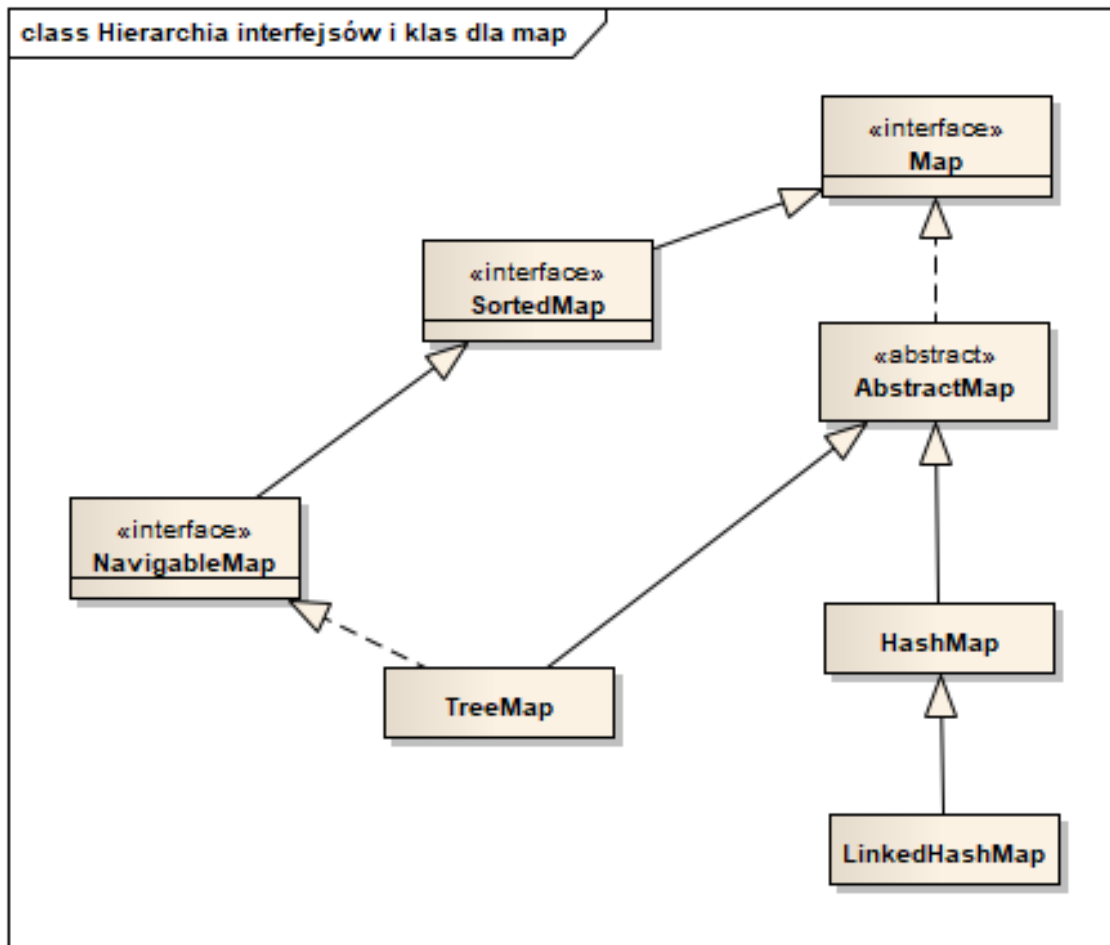 class Hierarchia interfejsów i klas dla map
«interface»
Map
«interface»
SortedMap
«abstract»
AbstractMap
«interface»
NavigableMap
HashMap
TreeMap
LinkedHashMap